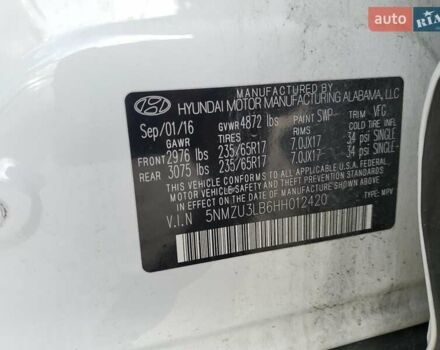 AUTO RIA
MANUFACTURED BY
HYUNDAI MOTOR MANUFACTURING ALABAMA, LLC
Sep/01/16 GVWR 4872 lbs PAINT SWP TRIM VFC
GAWR TIRES RIMS COLD TIRE
FRONT 2976 lbs 235/65R17 7.0JX17 34 psi SINGLE
REAR 3075 lbs 235/65R17 7.0JX17 34 psi SINGLE
THIS VEHICLE CONFORMS TO ALL APPLICABLE
FEDERAL MOTOR VEHICLE SAFETY AND THEFT PREVENTION STANDARDS
IN EFFECT ON THE DATE OF MANUFACTURE SHOWN ABOVE.
V.I.N 5NMZU3LB6HH012420 TYPE: MPV